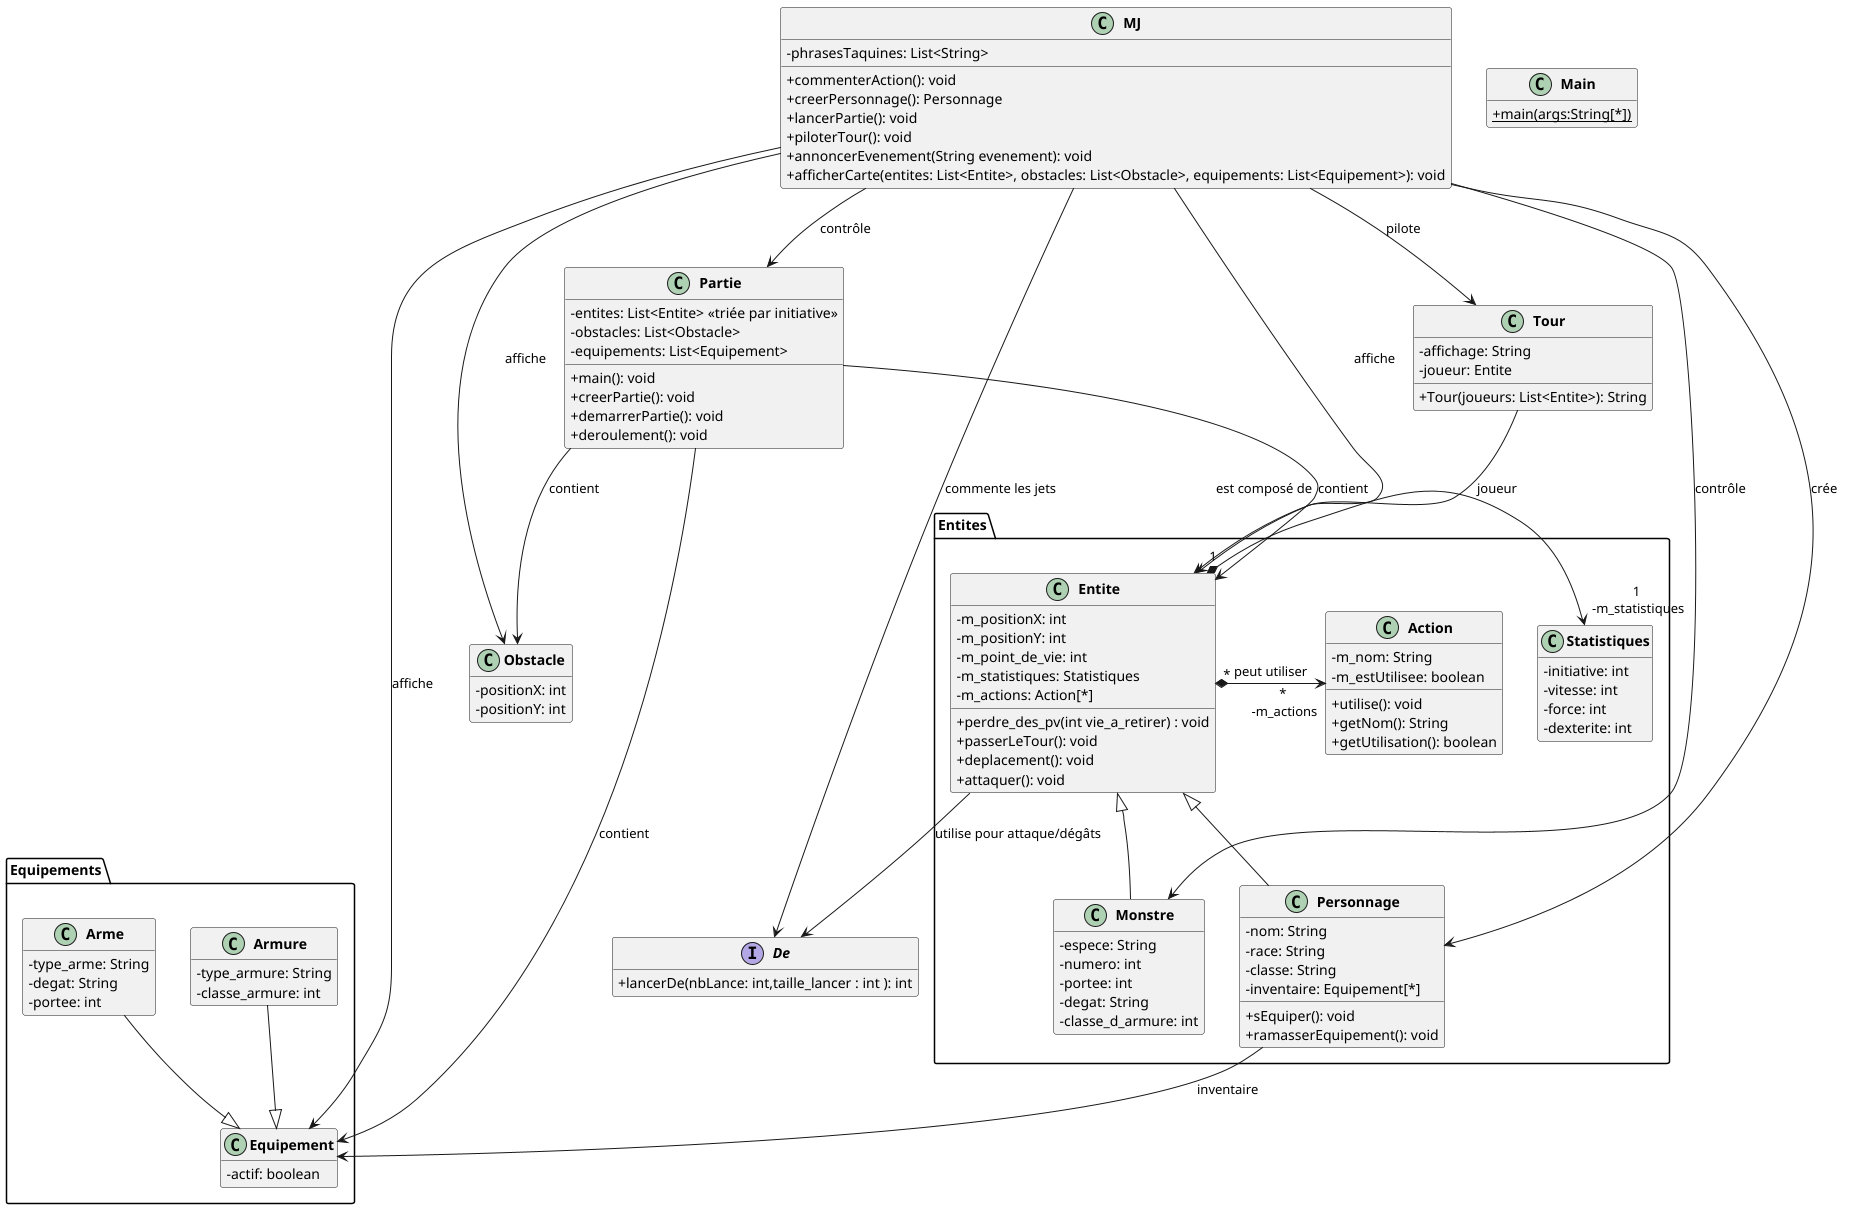 MJ
-phrasesTaquines: List<String>
+commenterAction(): void
+creerPersonnage(): Personnage
+lancerPartie(): void
+piloterTour(): void
+annoncerEvenement(String evenement): void
+afficherCarte(entites: List<Entite>, obstacles: List<Obstacle>, equipements: List<Equipement>): void
Main
+main(args:String[*])
contrôle
pilote
Partie
-entites: List<Entite> «triée par initiative»
-obstacles: List<Obstacle>
-equipements: List<Equipement>
+main(): void
+creerPartie(): void
+demarrerPartie(): void
+deroulement(): void
Tour
-affichage: String
-joueur: Entite
+Tour(joueurs: List<Entite>): String
affiche
affiche
contient
commente les jets
est composé de
contient
joueur
contrôle
crée
Entites
1
Entite
-m_positionX: int
-m_positionY: int
-m_point_de_vie: int
-m_statistiques: Statistiques
-m_actions: Action[*]
+perdre_des_pv(int vie_a_retirer) : void
+passerLeTour(): void
+deplacement(): void
+attaquer(): void
* peut utiliser
*
-m_actions
Action
-m_nom: String
-m_estUtilisee: boolean
+utilise(): void
+getNom(): String
+getUtilisation(): boolean
1
-m_statistiques
Statistiques
-initiative: int
-vitesse: int
-force: int
-dexterite: int
Obstacle
-positionX: int
-positionY: int
affiche
contient
utilise pour attaque/dégâts
Equipements
Arme
-type_arme: String
-degat: String
-portee: int
Armure
-type_armure: String
-classe_armure: int
De
+lancerDe(nbLance: int,taille_lancer : int ): int
Monstre
-espece: String
-numero: int
-portee: int
-degat: String
-classe_d_armure: int
Personnage
-nom: String
-race: String
-classe: String
-inventaire: Equipement[*]
+sEquiper(): void
+ramasserEquipement(): void
inventaire
Equipement
-actif: boolean